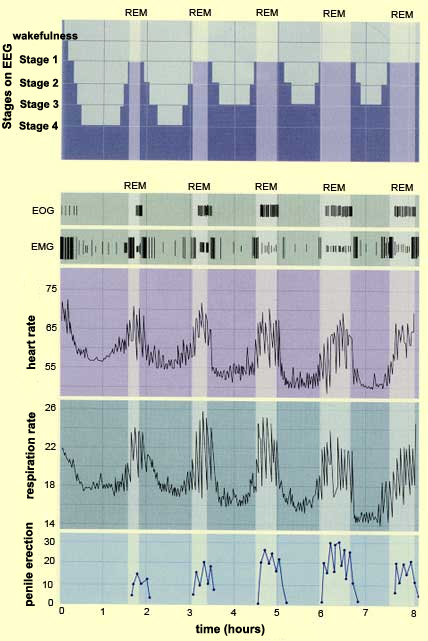 REM REM REM REM REM
Stages on EEG
wakefulness
Stage 1
Stage 2
Stage 3
Stage 4
REM REM REM REM REM
EOG
EMG
heart rate
75
65
55
respiration rate
26
22
18
14
penile erection
30
20
10
0
0 1 2 3 4 5 6 7 8
time (hours)